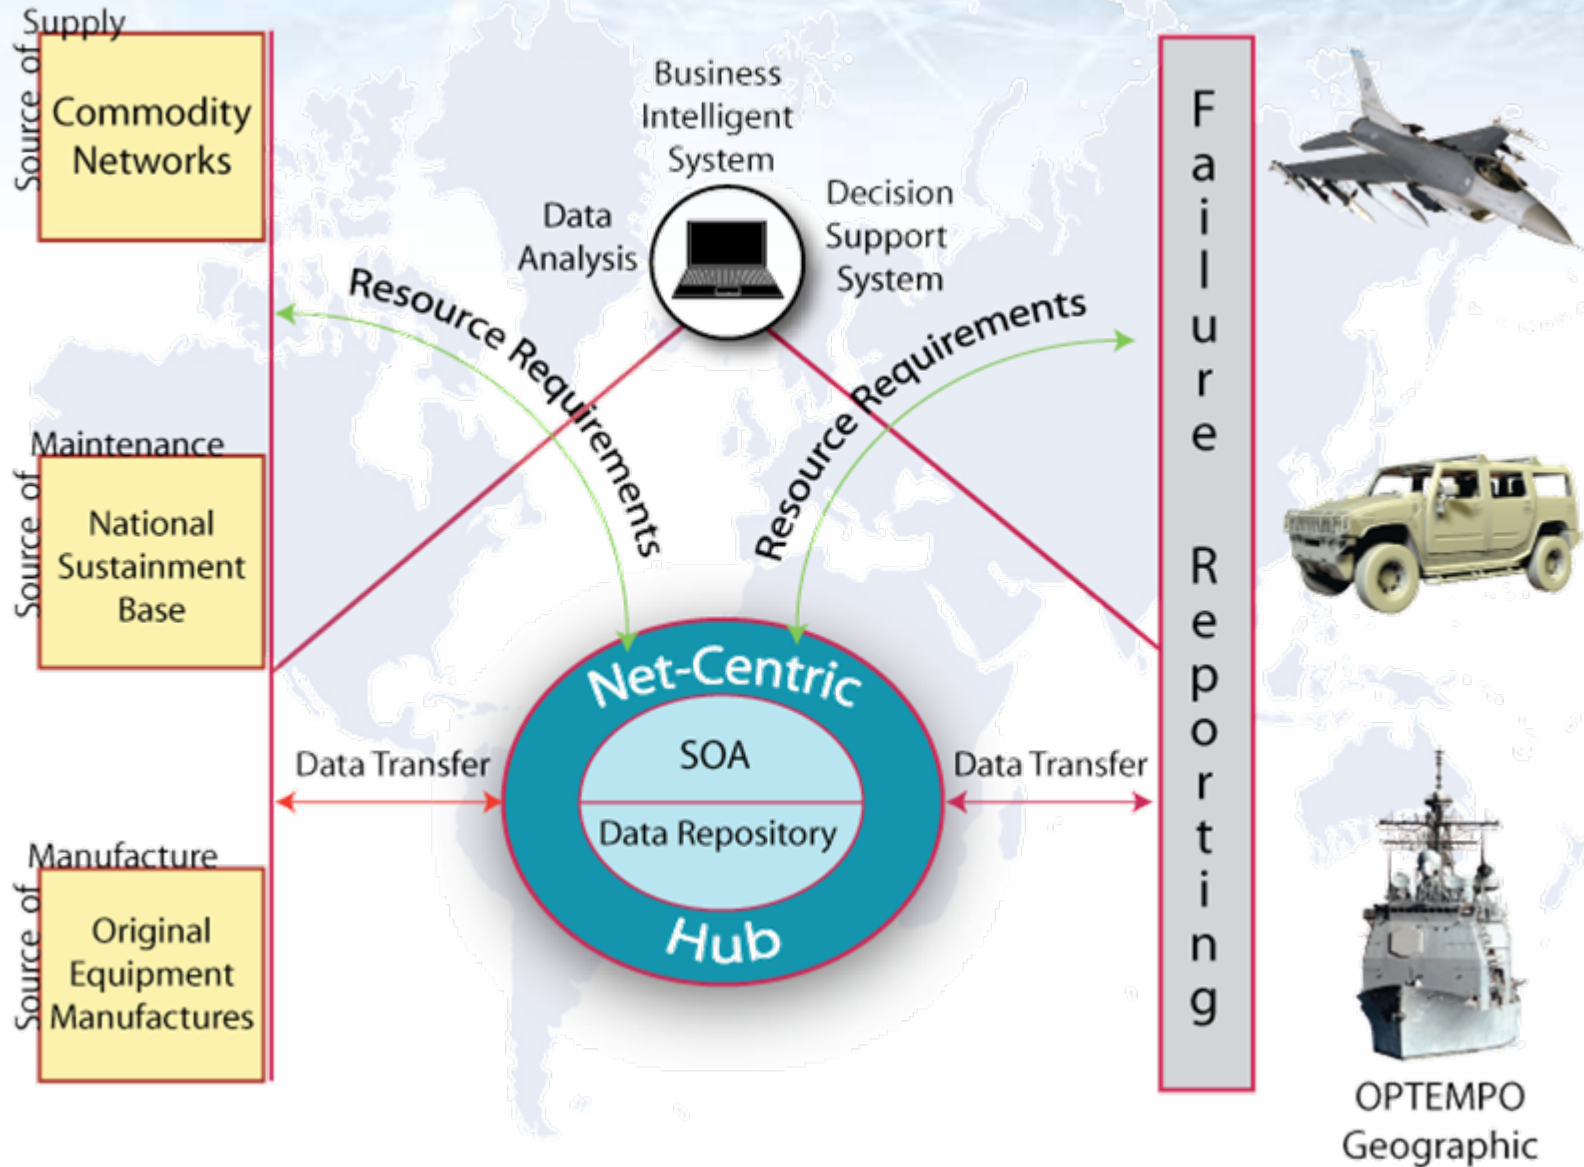 Source of Supply
Commodity
Networks
Source of Maintenance
National
Sustainment
Base
Source of Manufacture
Original
Equipment
Manufactures
Business
Intelligent
System
Data
Analysis
Decision
Support
System
Resource Requirements
Resource Requirements
Data Transfer
Net-Centric
SOA
Data Repository
Hub
Data Transfer
Failure Reporting
OPTEMPO
Geographic